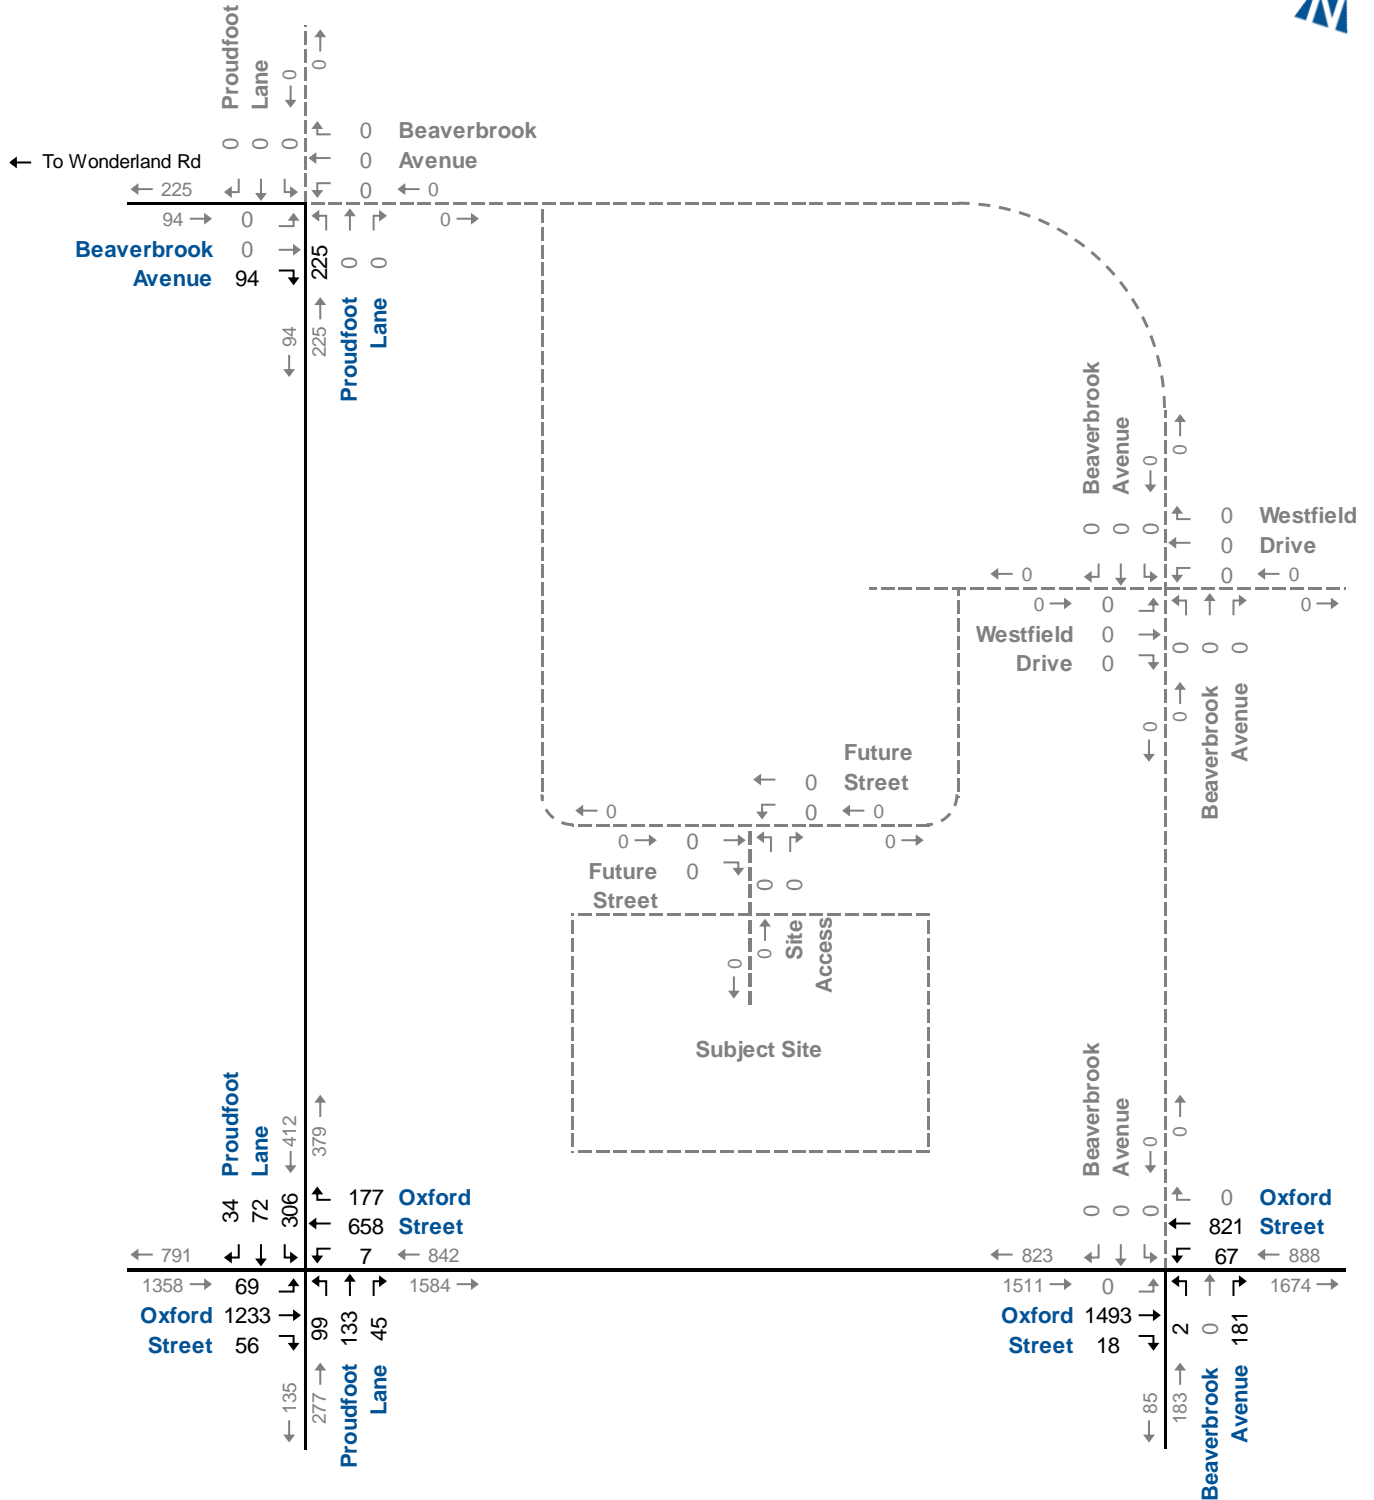 N
Proudfoot
Lane
0
0
0
0
0
0 Beaverbrook
0 Avenue
0
0
To Wonderland Rd
225
94
0
Beaverbrook 0
Avenue 94
225
0
0
0
94
225
Proudfoot
Lane
Beaverbrook
Avenue
0
0
0
0
0
0 Westfield
0 Drive
0
0
0
0
0
0
Westfield 0
Drive 0
0
0
0
0
0
Beaverbrook
Avenue
Future
0 Street
0
0
0
0
0
0
Future 0
Street
0
0
0
0
Site
Access
Subject Site
Proudfoot
Lane
412
379
34
72
306
177 Oxford
658 Street
7
842
791
1358
69
Oxford 1233
Street 56
99
133
45
1584
135
277
Proudfoot
Lane
Beaverbrook
Avenue
0
0
0
0
0
0 Oxford
821 Street
67
888
823
1511
0
Oxford 1493
Street 18
2
0
181
1674
85
183
Beaverbrook
Avenue